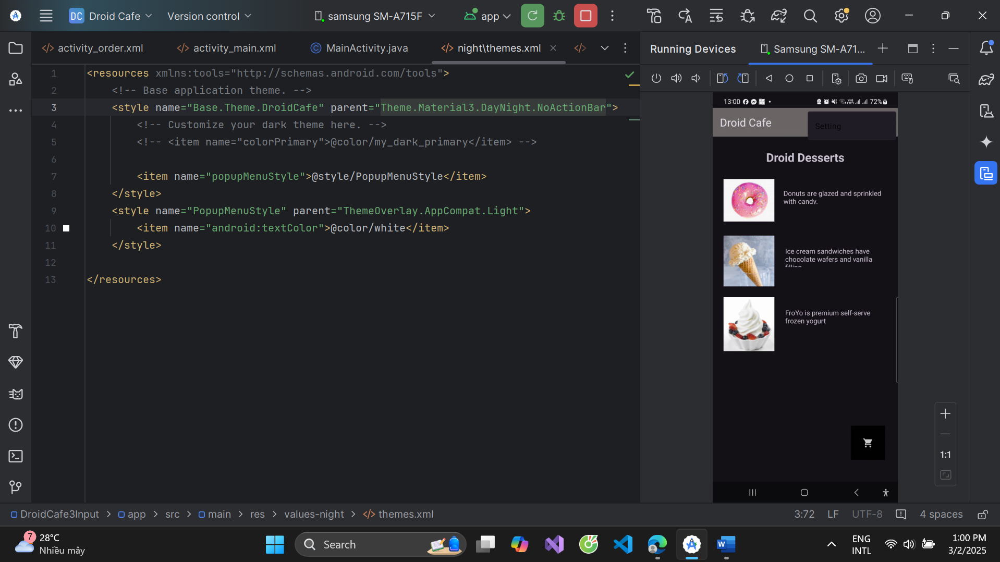 DC Droid Cafe Version control samsung SM-A715F app
activity_order.xml activity_main.xml MainActivity.java night\themes.xml
1 <resources xmlns:tools="http://schemas.android.com/tools">
2 <!-- Base application theme. -->
3 <style name="Base.Theme.DroidCafe" parent="Theme.Material3.DayNight.NoActionBar">
4 <!-- Customize your dark theme here. -->
5 <!-- <item name="colorPrimary">@color/my_dark_primary</item> -->
6
7 <item name="popupMenuStyle">@style/PopupMenuStyle</item>
8 </style>
9 <style name="PopupMenuStyle" parent="ThemeOverlay.AppCompat.Light">
10 <item name="android:textColor">@color/white</item>
11 </style>
12
13 </resources>
Running Devices Samsung SM-A71...
13:00 72%
Droid Cafe
Setting
Droid Desserts
Donuts are glazed and sprinkled
with candy.
Ice cream sandwiches have
chocolate wafers and vanilla
filling
FroYo is premium self-serve
frozen yogurt
1:1
DroidCafe3Input > app > src > main > res > values-night > themes.xml
3:72 LF UTF-8 4 spaces
7 28°C
Nhiều mây
Search
ENG
INTL
1:00 PM
3/2/2025